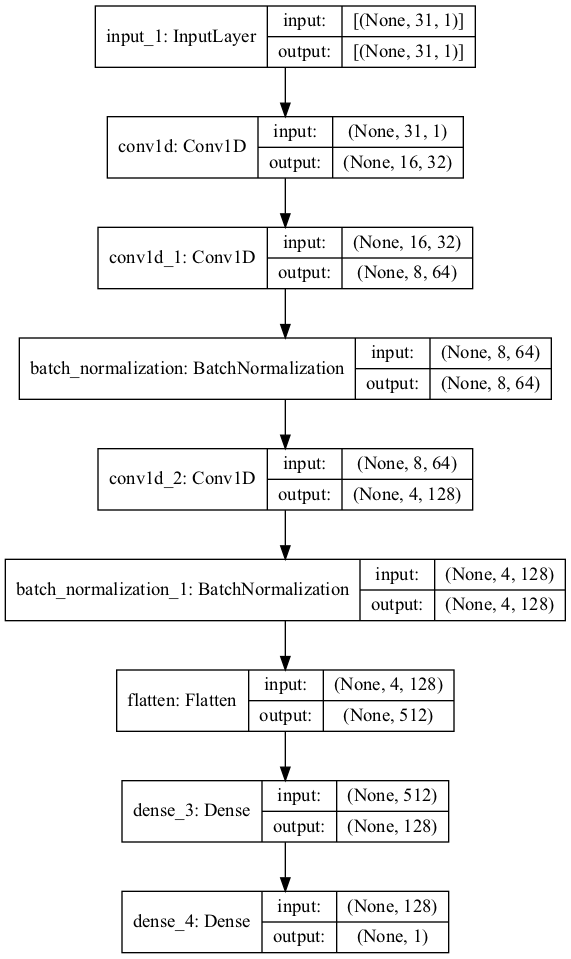 input_1: InputLayer
input: [(None, 31, 1)]
output: [(None, 31, 1)]
conv1d: Conv1D
input: (None, 31, 1)
output: (None, 16, 32)
conv1d_1: Conv1D
input: (None, 16, 32)
output: (None, 8, 64)
batch_normalization: BatchNormalization
input: (None, 8, 64)
output: (None, 8, 64)
conv1d_2: Conv1D
input: (None, 8, 64)
output: (None, 4, 128)
batch_normalization_1: BatchNormalization
input: (None, 4, 128)
output: (None, 4, 128)
flatten: Flatten
input: (None, 4, 128)
output: (None, 512)
dense_3: Dense
input: (None, 512)
output: (None, 128)
dense_4: Dense
input: (None, 128)
output: (None, 1)